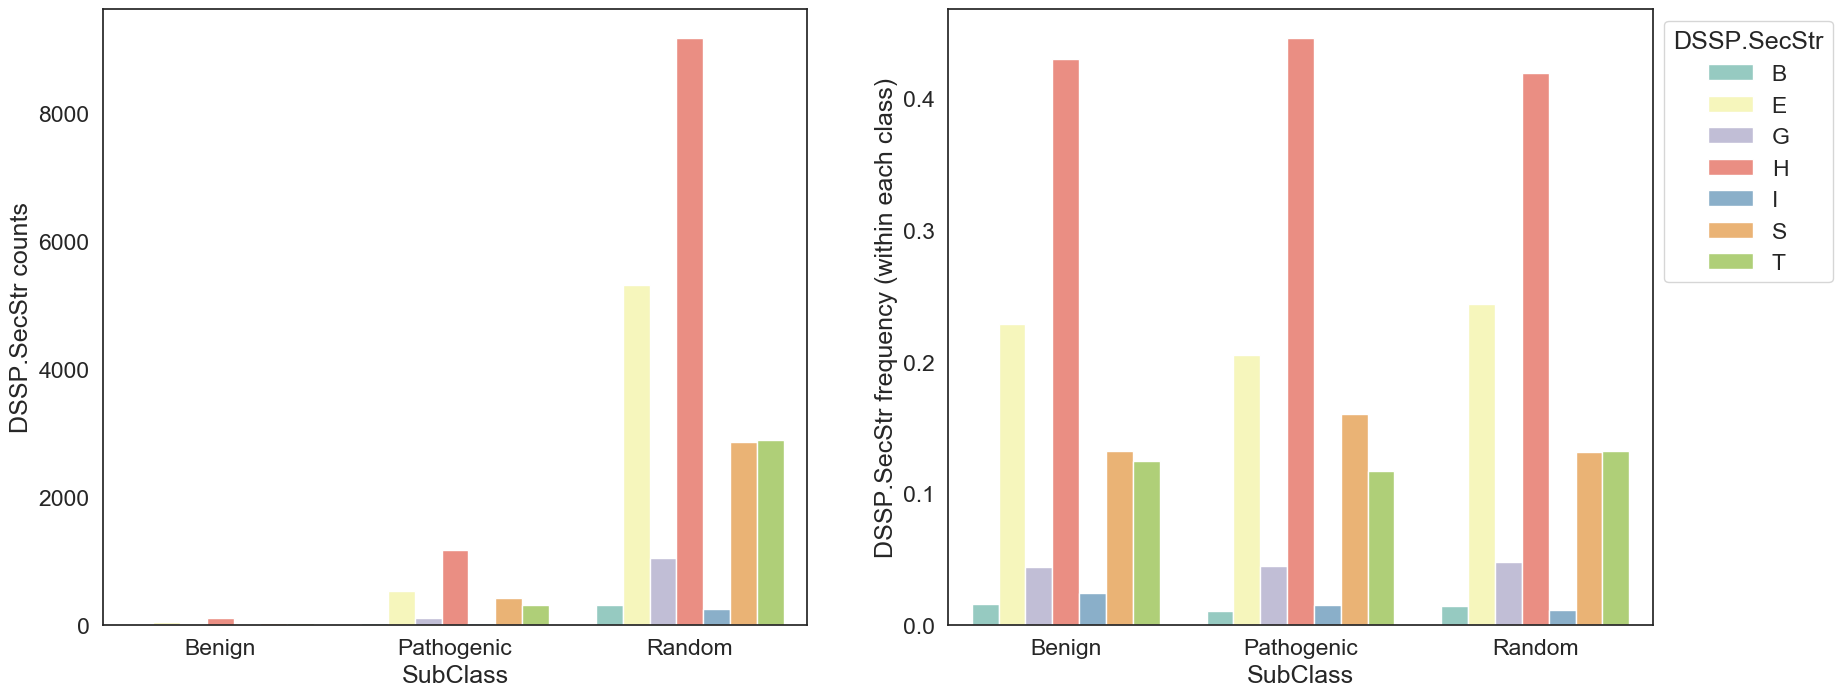 DSSP.SecStr counts
8000
6000
4000
2000
0
Benign
Pathogenic
Random
SubClass
DSSP.SecStr frequency (within each class)
0.4
0.3
0.2
0.1
0.0
Benign
Pathogenic
Random
SubClass
DSSP.SecStr
B
E
G
H
I
S
T